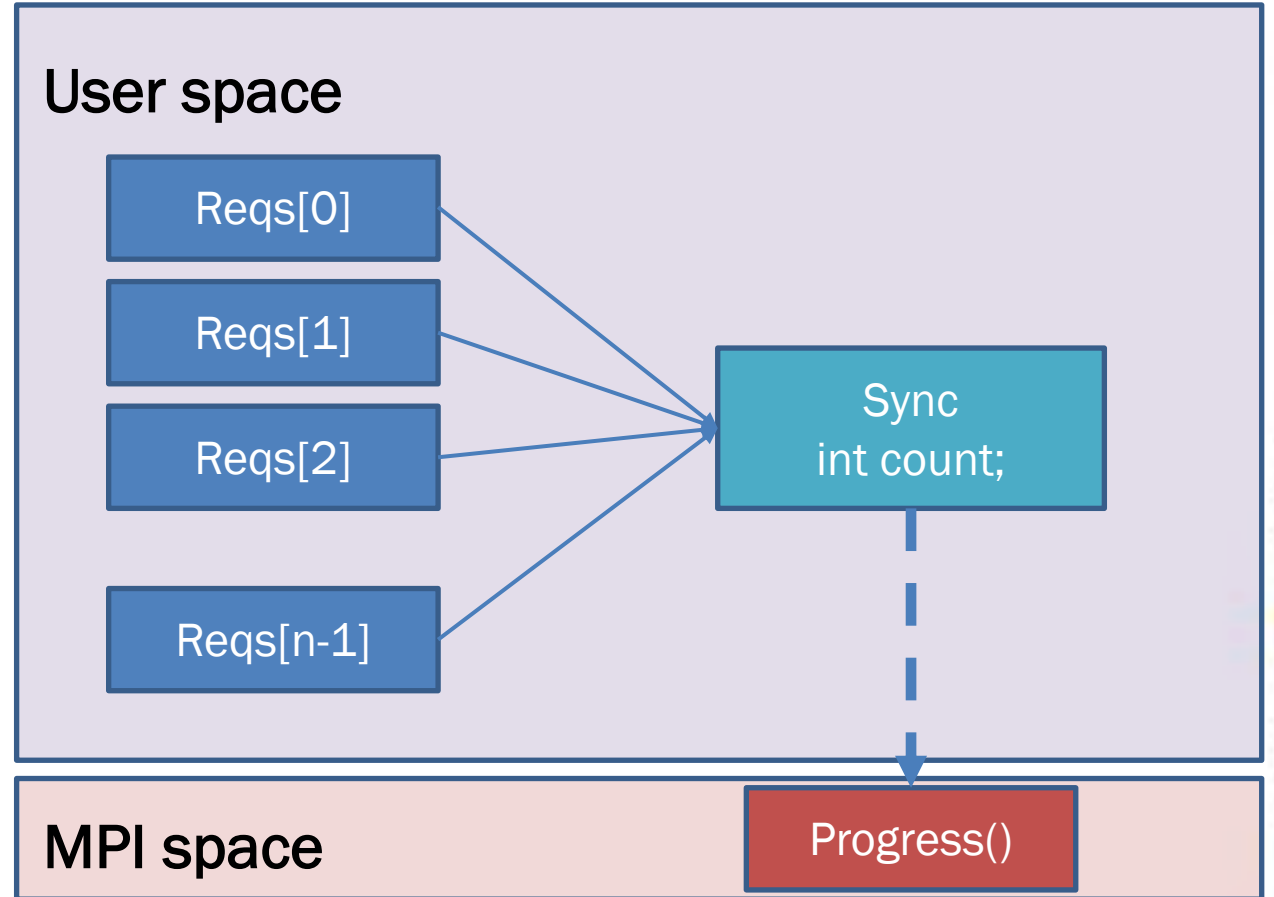 User space
Reqs[0]
Reqs[1]
Reqs[2]
Reqs[n-1]
Sync
int count;
MPI space
Progress()